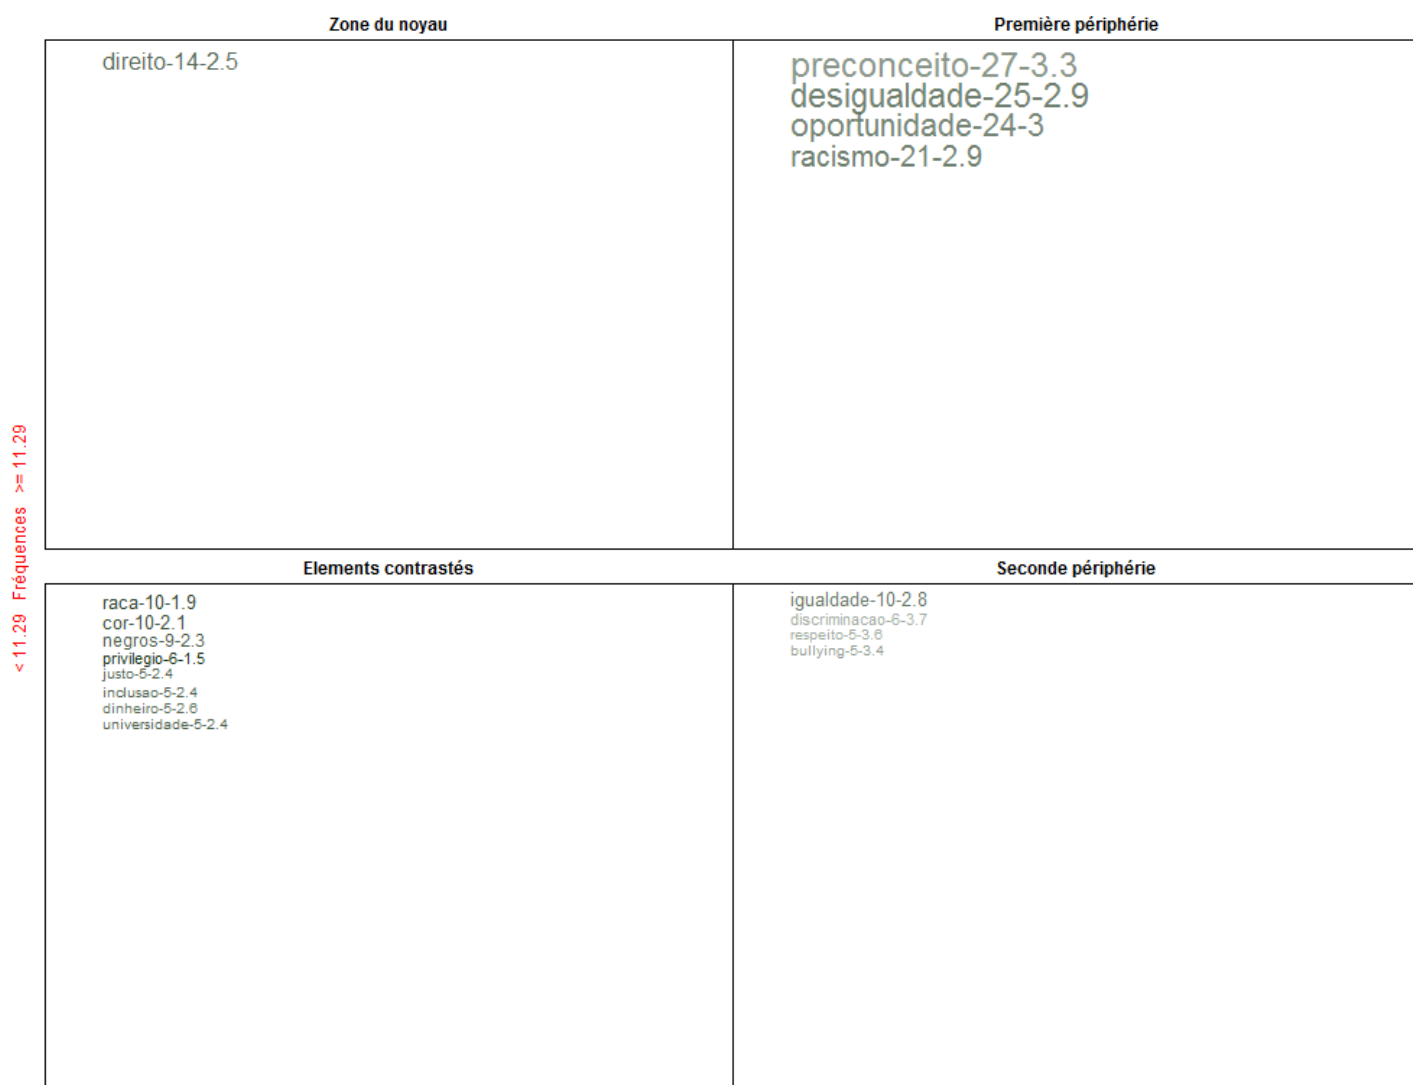 Zone du noyau
Première périphérie
direito-14-2.5
preconceito-27-3.3
desigualdade-25-2.9
oportunidade-24-3
racismo-21-2.9
< 11.29 Fréquences >= 11.29
Elements contrastés
Seconde périphérie
raca-10-1.9
cor-10-2.1
negros-9-2.3
privilegio-6-1.5
justo-5-2.4
inclusao-5-2.4
dinheiro-5-2.6
universidade-5-2.4
igualdade-10-2.8
discriminacao-6-3.7
respeito-5-3.6
bullying-5-3.4